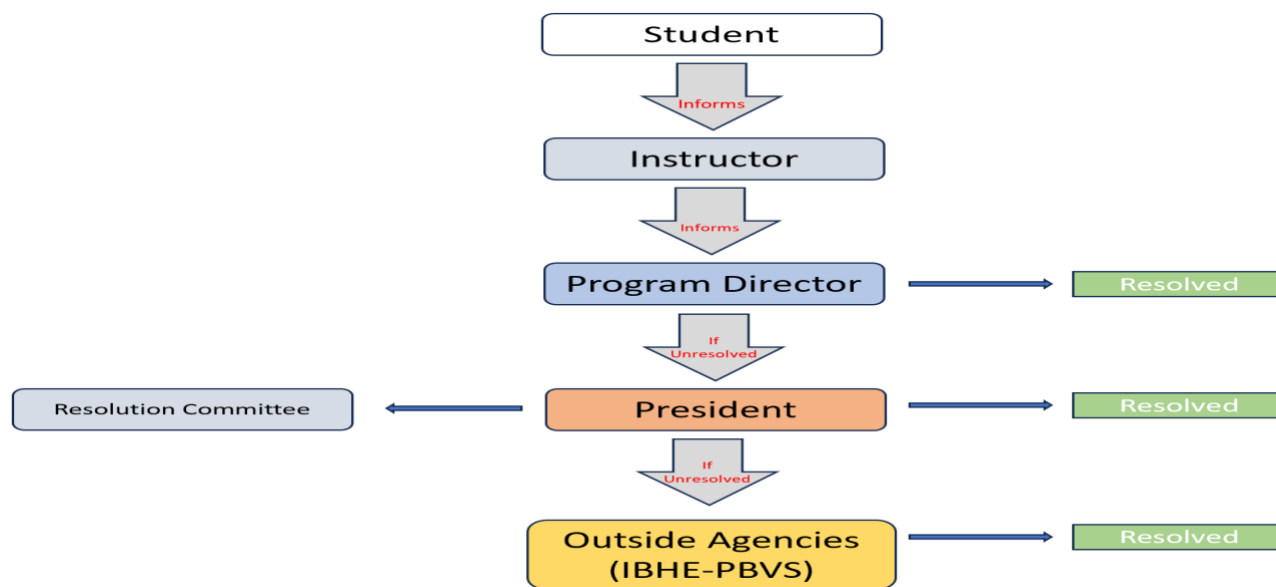 Student
Informs
Instructor
Informs
Program Director
Resolved
If
Unresolved
Resolution Committee
President
Resolved
If
Unresolved
Outside Agencies
(IBHE-PBVS)
Resolved